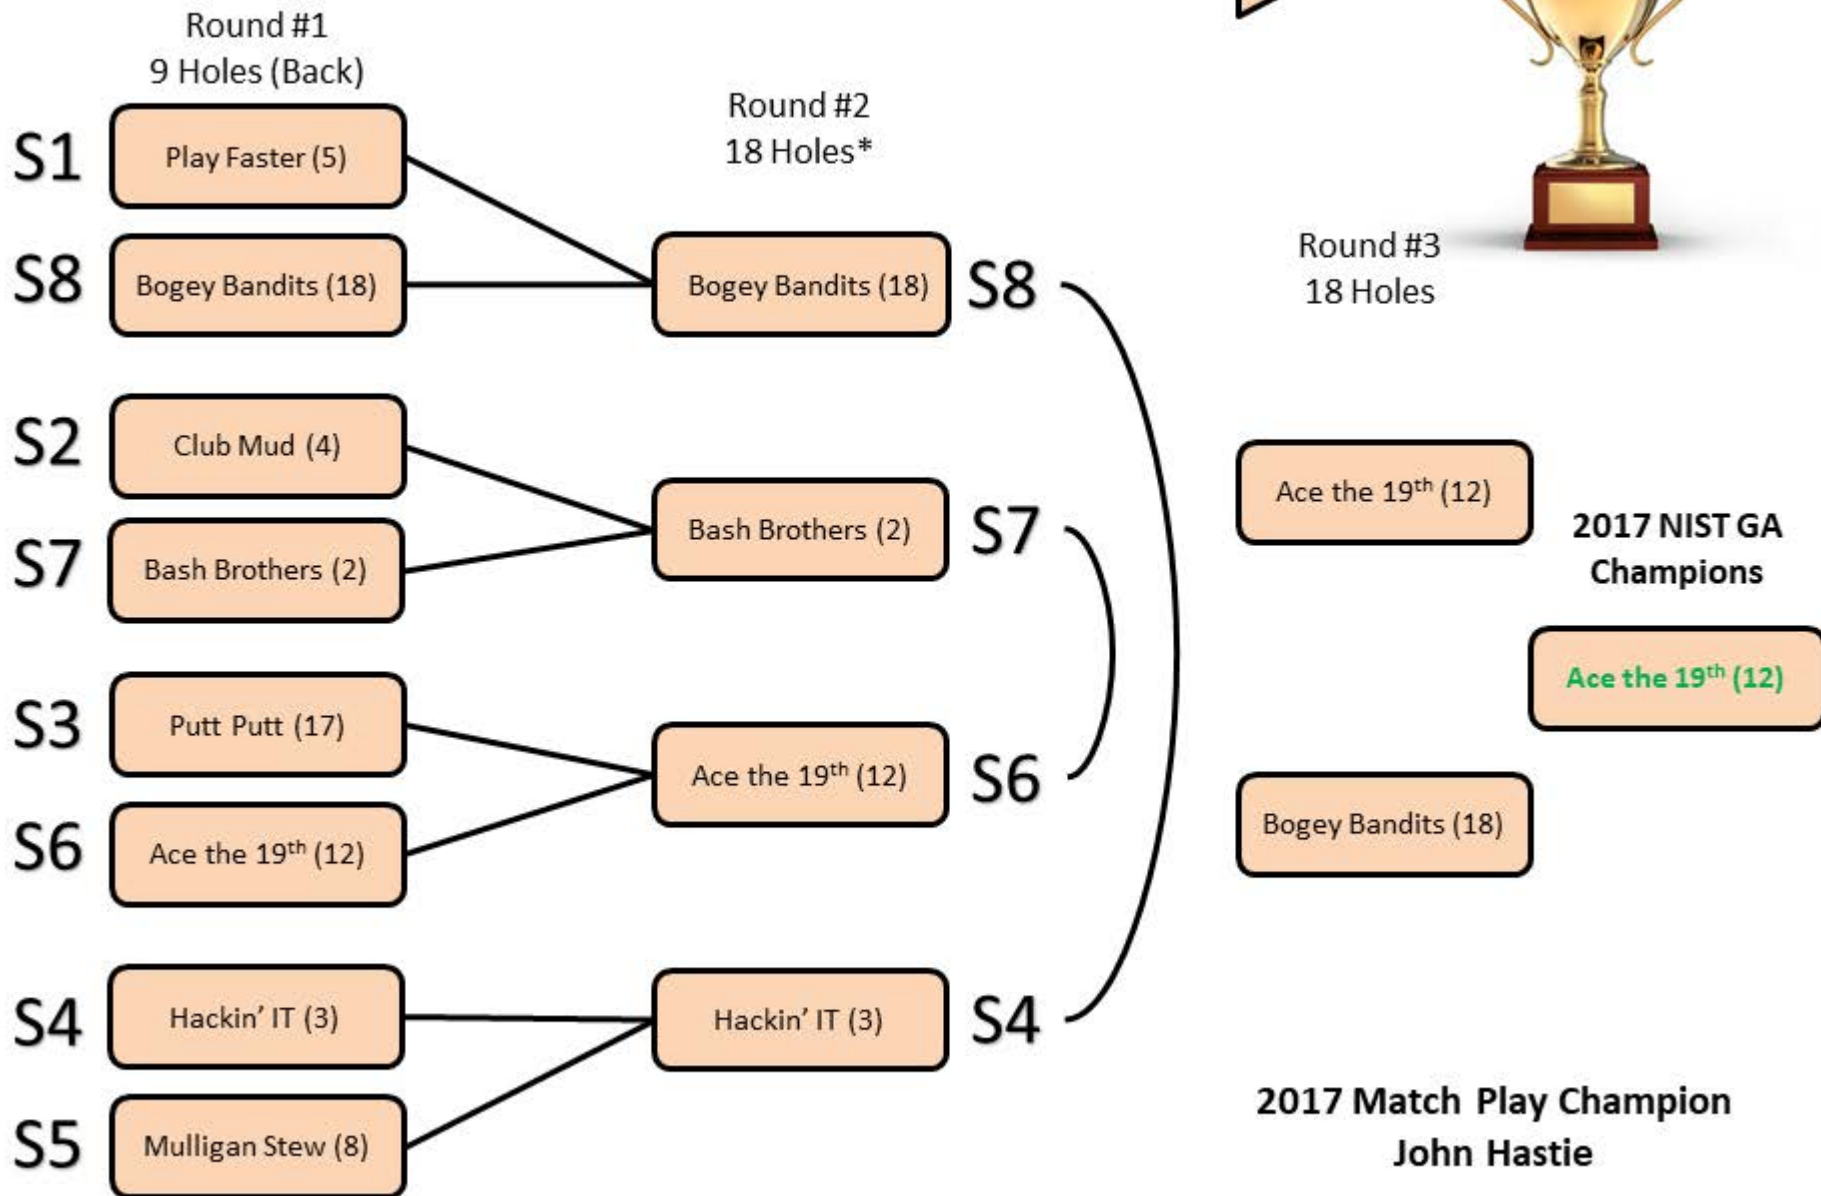 Round #1
9 Holes (Back)
S1
Play Faster (5)
S8
Bogey Bandits (18)
S2
Club Mud (4)
S7
Bash Brothers (2)
S3
Putt Putt (17)
S6
Ace the 19th (12)
S4
Hackin’ IT (3)
S5
Mulligan Stew (8)
Round #2
18 Holes*
Bogey Bandits (18)
S8
Bash Brothers (2)
S7
Ace the 19th (12)
S6
Hackin’ IT (3)
S4
Round #3
18 Holes
Ace the 19th (12)
Bogey Bandits (18)
2017 NIST GA
Champions
Ace the 19th (12)
2017 Match Play Champion
John Hastie